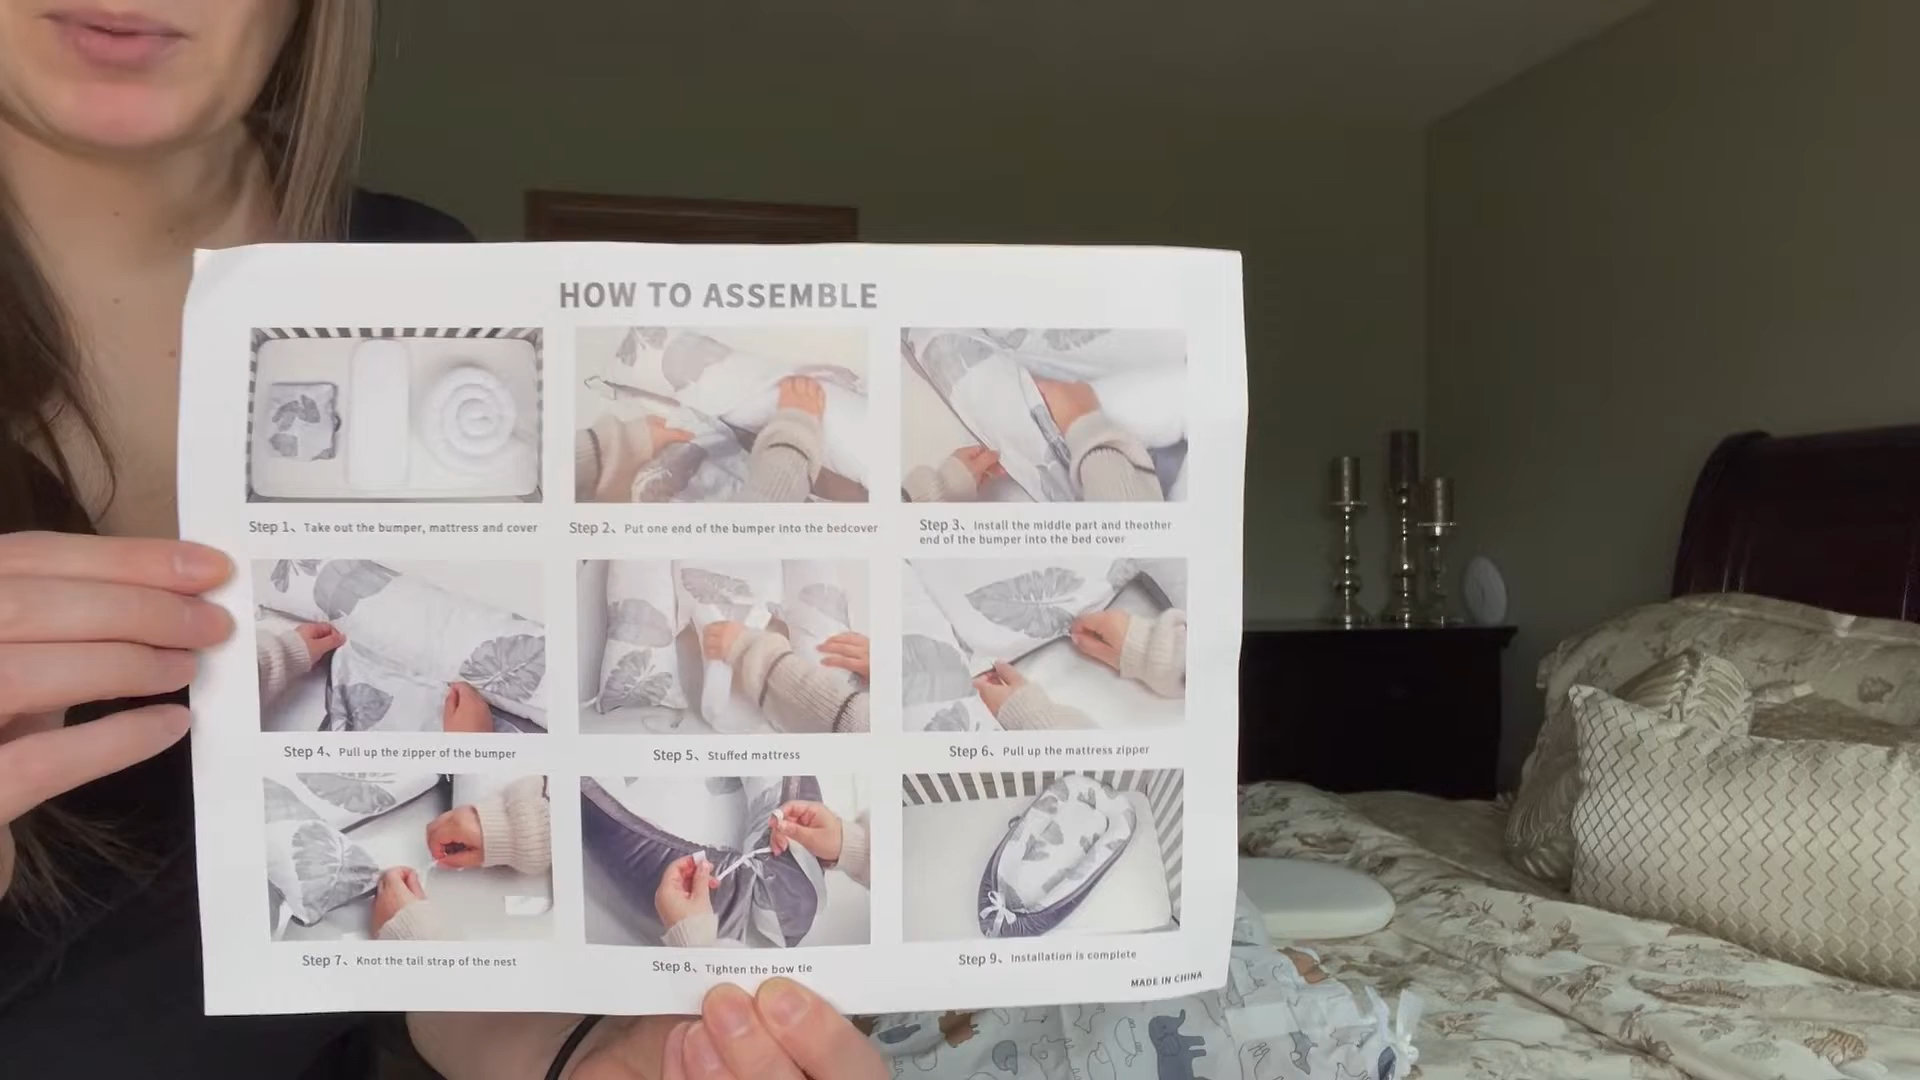 HOW TO ASSEMBLE
Step 1、Take out the bumper, mattress and cover
Step 2、Put one end of the bumper into the bedcover
Step 3、Install the middle part and theother
end of the bumper into the bed cover
Step 4、Pull up the zipper of the bumper
Step 5、Stuffed mattress
Step 6、Pull up the mattress zipper
Step 7、Knot the tail strap of the nest
Step 8、Tighten the bow tie
Step 9、Installation is complete
MADE IN CHINA